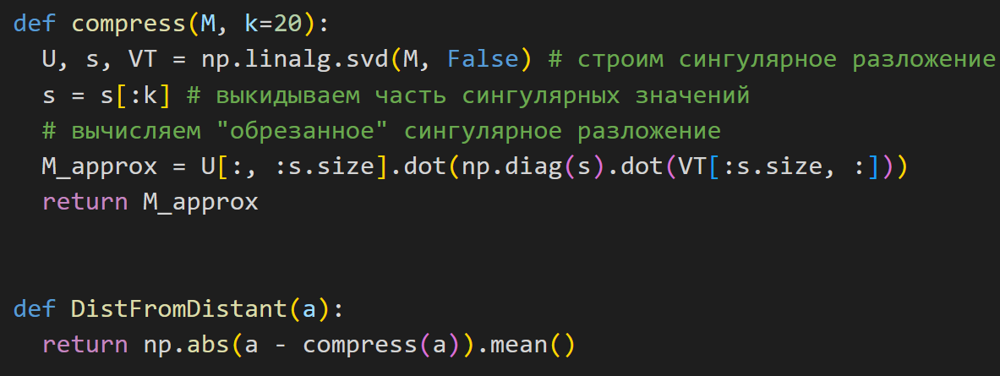 def compress(M, k=20):
  U, s, VT = np.linalg.svd(M, False) # строим сингулярное разложение
  s = s[:k] # выкидываем часть сингулярных значений
  # вычисляем "обрезанное" сингулярное разложение
  M_approx = U[:, :s.size].dot(np.diag(s).dot(VT[:s.size, :]))
  return M_approx
def DistFromDistant(a):
  return np.abs(a - compress(a)).mean()